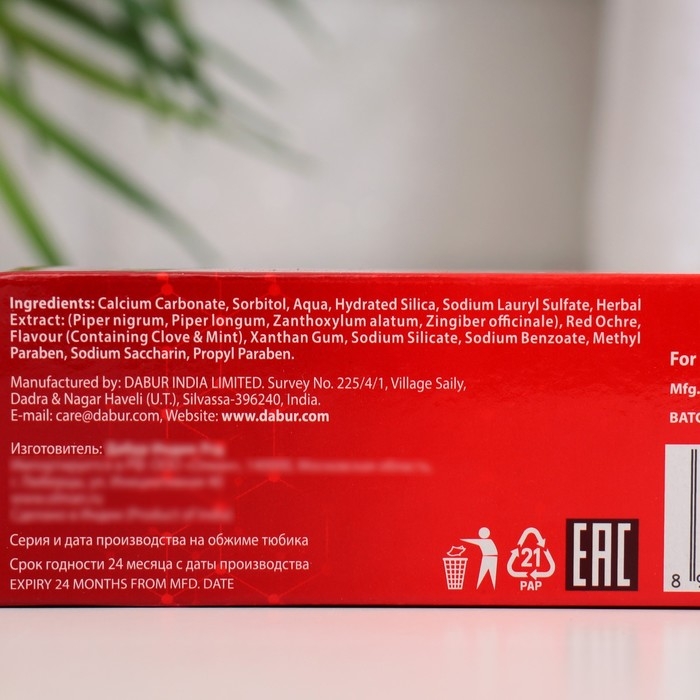 Ingredients: Calcium Carbonate, Sorbitol, Aqua, Hydrated Silica, Sodium Lauryl Sulfate, Herbal
Extract: (Piper nigrum, Piper longum, Zanthoxylum alatum, Zingiber officinale), Red Ochre,
Flavour (Containing Clove & Mint), Xanthan Gum, Sodium Silicate, Sodium Benzoate, Methyl
Paraben, Sodium Saccharin, Propyl Paraben.
Manufactured by: DABUR INDIA LIMITED. Survey No. 225/4/1, Village Saily,
Dadra & Nagar Haveli (U.T.), Silvassa-396240, India.
E-mail: care@dabur.com, Website: www.dabur.com
Изготовитель:
Серия и дата производства на обжиме тюбика
Срок годности 24 месяца с даты производства
EXPIRY 24 MONTHS FROM MFD. DATE
21
PAP
EAC
For
Mfg.
BATC
8